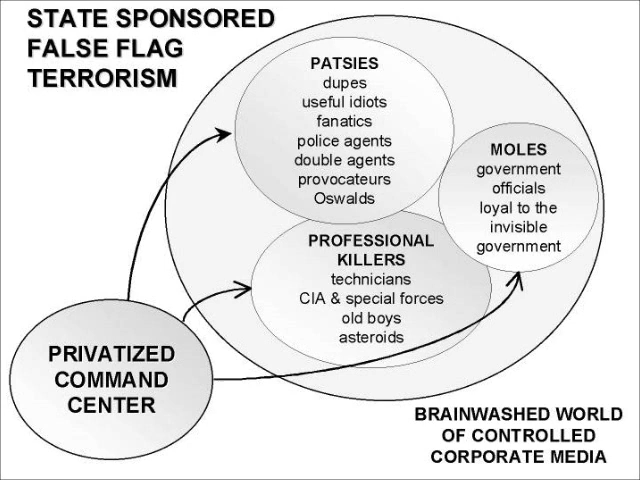 STATE SPONSORED
FALSE FLAG
TERRORISM
PATSIES
dupes
useful idiots
fanatics
police agents
double agents
provocateurs
Oswalds
MOLES
government
officials
loyal to the
invisible
government
PROFESSIONAL
KILLERS
technicians
CIA & special forces
old boys
asteroids
PRIVATIZED
COMMAND
CENTER
BRAINWASHED WORLD
OF CONTROLLED
CORPORATE MEDIA